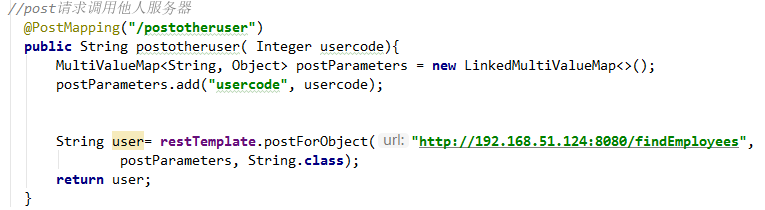 //post请求调用他人服务器
@PostMapping("/postotheruser")
public String postotheruser( Integer usercode){
MultiValueMap<String, Object> postParameters = new LinkedMultiValueMap<>();
postParameters.add("usercode", usercode);
String user= restTemplate.postForObject( url: "http://192.168.51.124:8080/findEmployees",
postParameters, String.class);
return user;
}